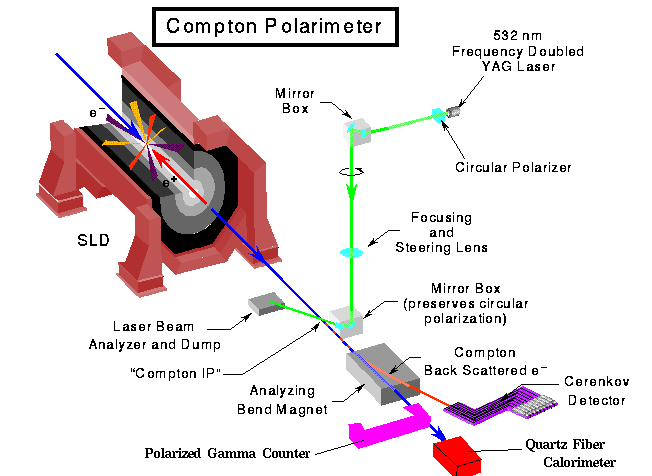 Compton Polarimeter
532 nm
Frequency Doubled
YAG Laser
Mirror
Box
e−
Circular Polarizer
e+
Focusing
and
Steering Lens
SLD
Mirror Box
(preserves circular
polarization)
Laser Beam
Analyzer and Dump
Compton
Back Scattered e−
"Compton IP"
Analyzing
Bend Magnet
Cerenkov
Detector
Polarized Gamma Counter
Quartz Fiber
Calorimeter